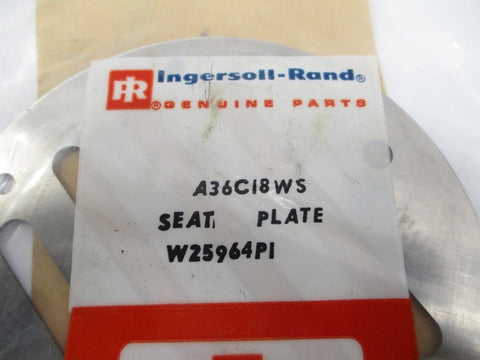 IR Ingersoll-Rand®
®GENUINE PARTS
A36C18WS
SEAT, PLATE
W25964P1